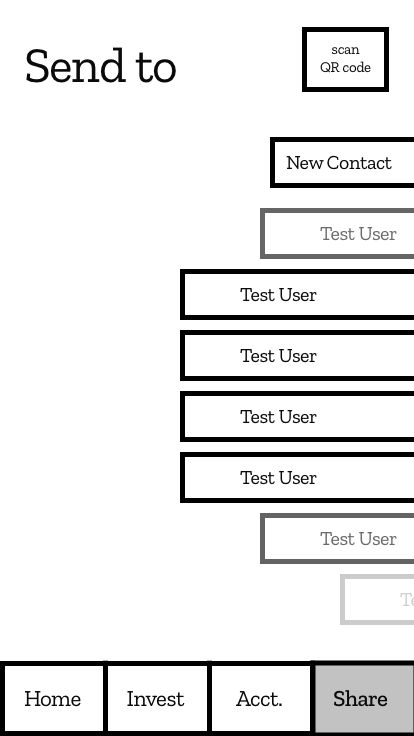 Send to
scan
QR code
New Contact
Test User
Test User
Test User
Test User
Test User
Test User
Te
Home
Invest
Acct.
Share